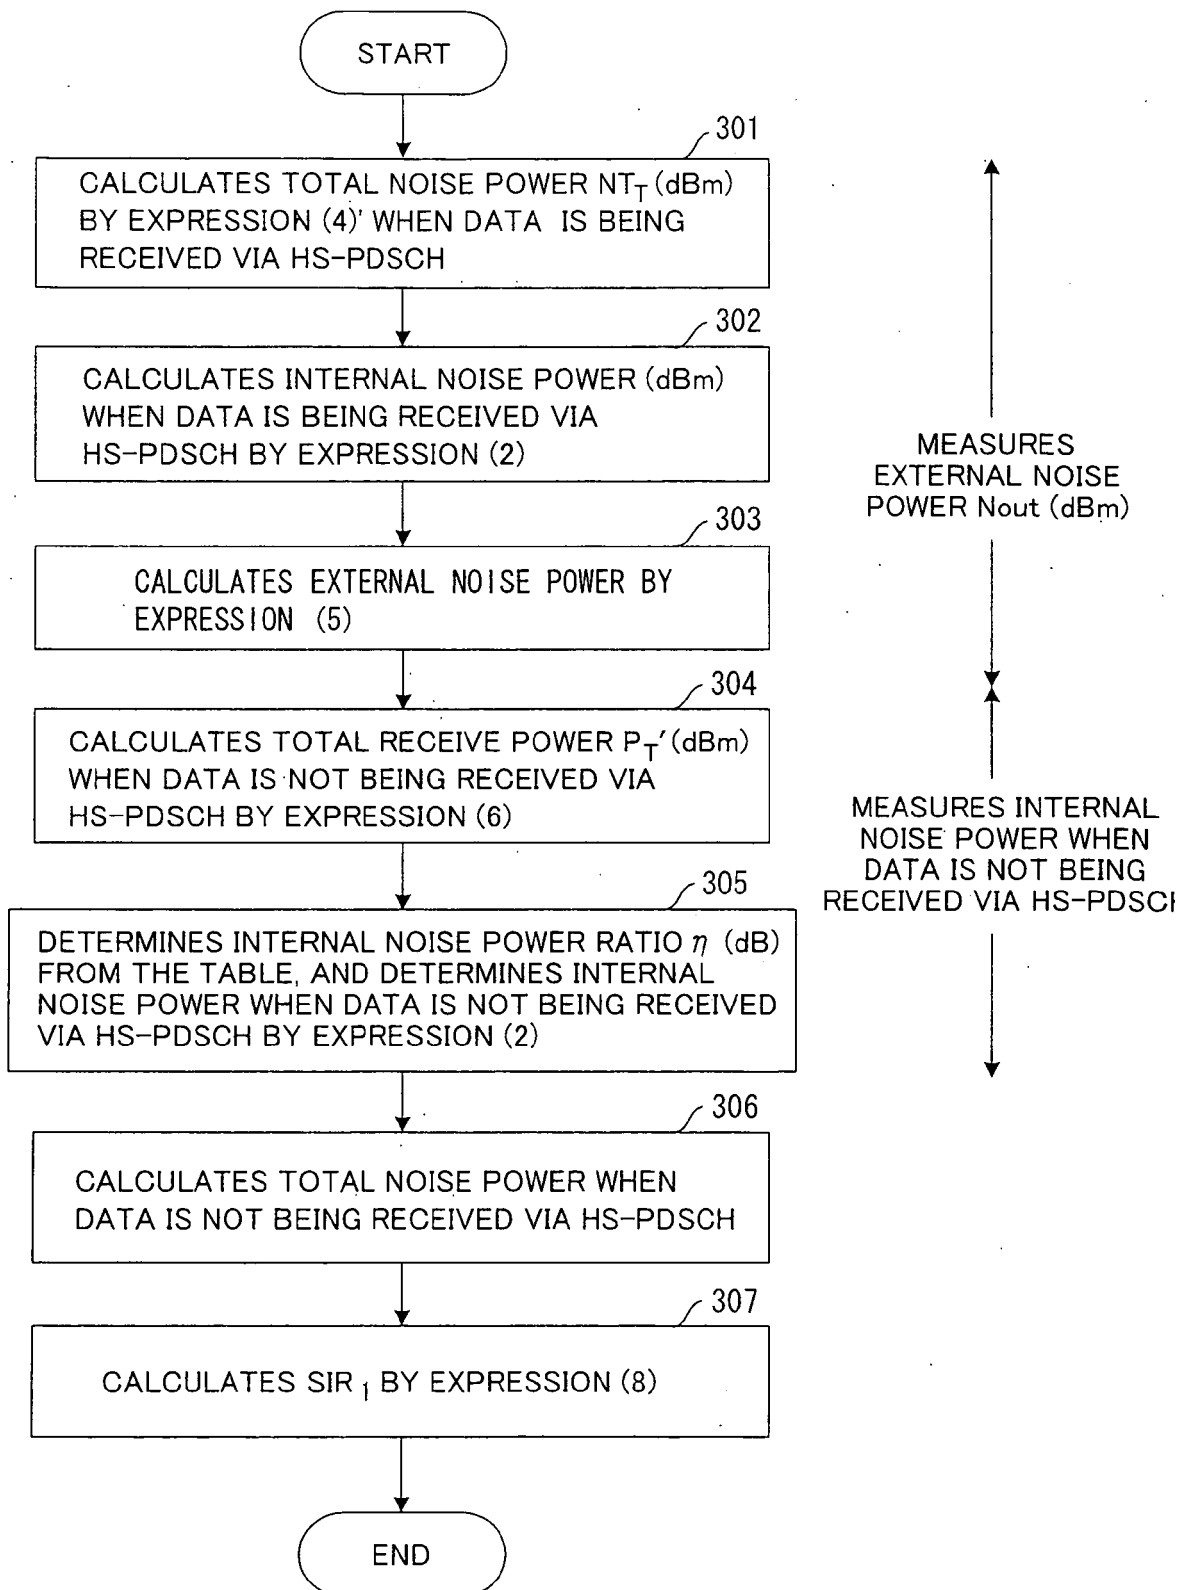 START
301
CALCULATES TOTAL NOISE POWER NT_T (dBm)
BY EXPRESSION (4)' WHEN DATA IS BEING
RECEIVED VIA HS-PDSCH
302
CALCULATES INTERNAL NOISE POWER (dBm)
WHEN DATA IS BEING RECEIVED VIA
HS-PDSCH BY EXPRESSION (2)
303
CALCULATES EXTERNAL NOISE POWER BY
EXPRESSION (5)
MEASURES
EXTERNAL NOISE
POWER Nout (dBm)
304
CALCULATES TOTAL RECEIVE POWER P_T' (dBm)
WHEN DATA IS NOT BEING RECEIVED VIA
HS-PDSCH BY EXPRESSION (6)
305
DETERMINES INTERNAL NOISE POWER RATIO η (dB)
FROM THE TABLE, AND DETERMINES INTERNAL
NOISE POWER WHEN DATA IS NOT BEING RECEIVED
VIA HS-PDSCH BY EXPRESSION (2)
MEASURES INTERNAL
NOISE POWER WHEN
DATA IS NOT BEING
RECEIVED VIA HS-PDSCH
306
CALCULATES TOTAL NOISE POWER WHEN
DATA IS NOT BEING RECEIVED VIA HS-PDSCH
307
CALCULATES SIR_1 BY EXPRESSION (8)
END